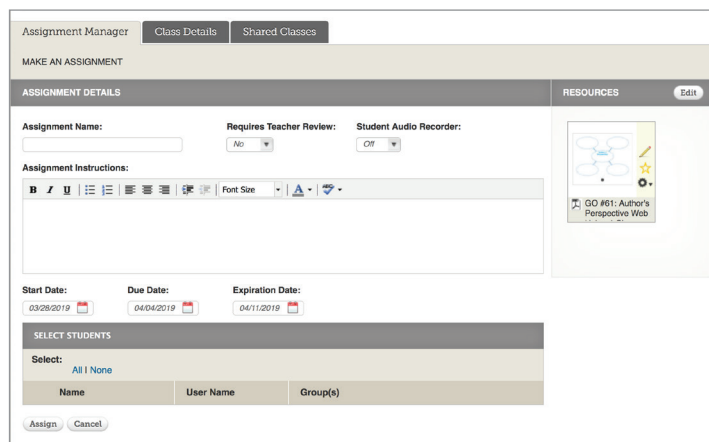 Assignment Manager
Class Details
Shared Classes
MAKE AN ASSIGNMENT
ASSIGNMENT DETAILS
RESOURCES
Edit
Assignment Name:
Requires Teacher Review:
Student Audio Recorder:
No
Off
Assignment Instructions:
B I U
Font Size
A
ABC
GO #61: Author's
Perspective Web
Start Date:
Due Date:
Expiration Date:
03/28/2019
04/04/2019
04/11/2019
SELECT STUDENTS
Select:
All I None
Name
User Name
Group(s)
Assign
Cancel